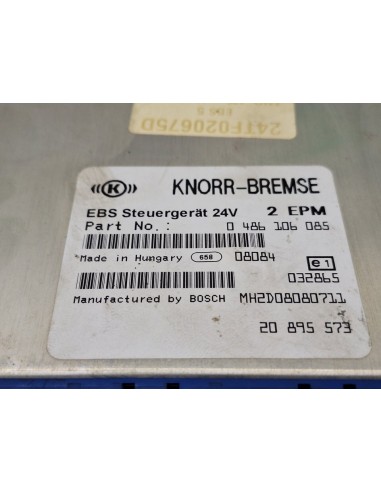 24TF020675D
K KNORR-BREMSE
EBS Steuergerät 24V 2 EPM
Part No.: 0 486 106 085
Made in Hungary 658 08084 e1
032865
Manufactured by BOSCH MH2D08080711
20 895 573